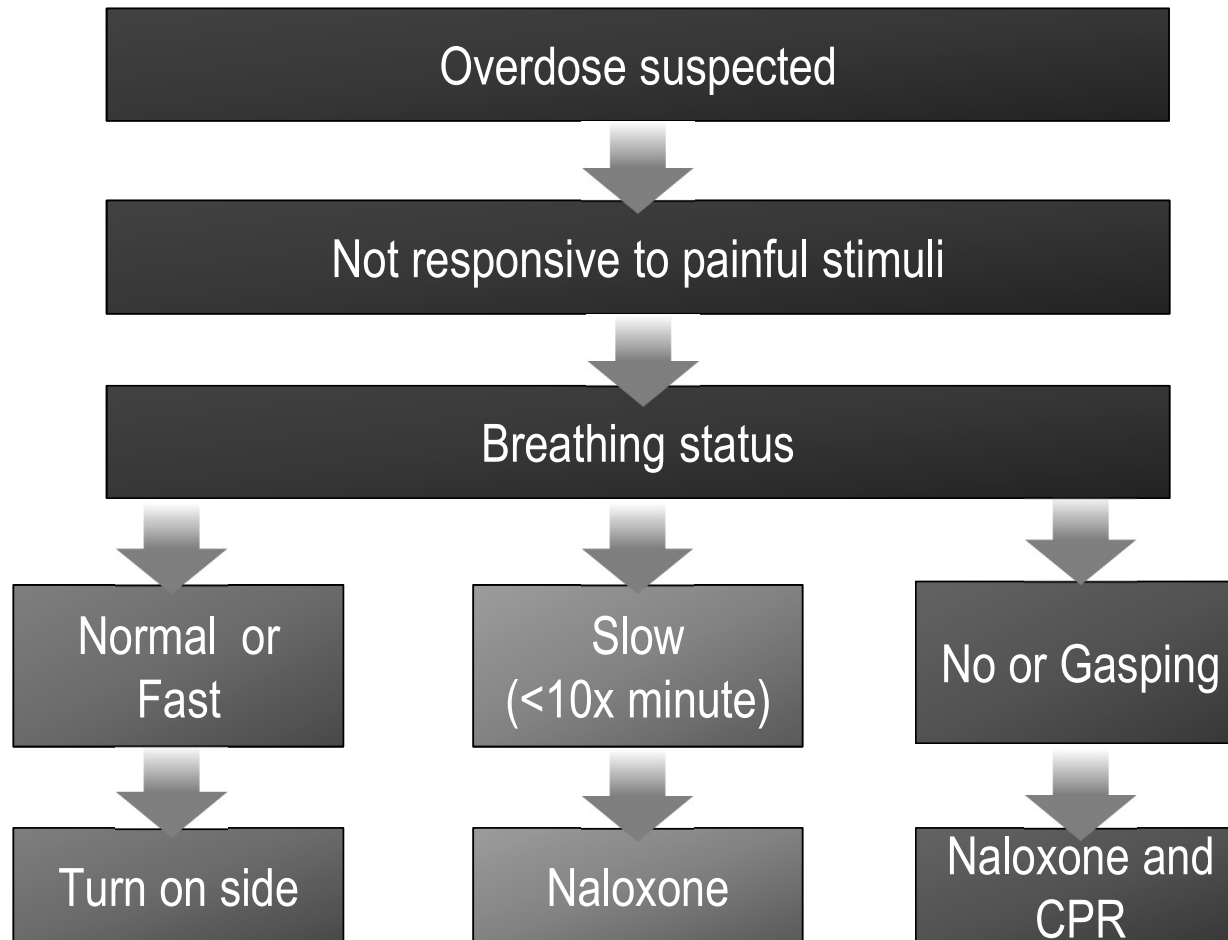 Overdose suspected
Not responsive to painful stimuli
Breathing status
Normal or
Fast
Slow
(<10x minute)
No or Gasping
Turn on side
Naloxone
Naloxone and
CPR